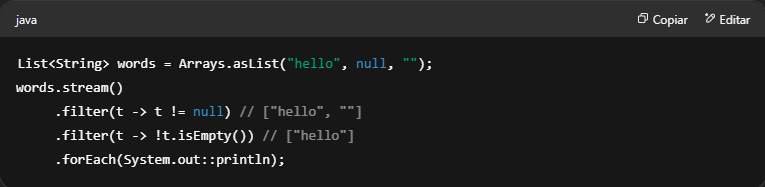 java
Copiar
Editar
List<String> words = Arrays.asList("hello", null, "");
words.stream()
.filter(t -> t != null) // ["hello", ""]
.filter(t -> !t.isEmpty()) // ["hello"]
.forEach(System.out::println);